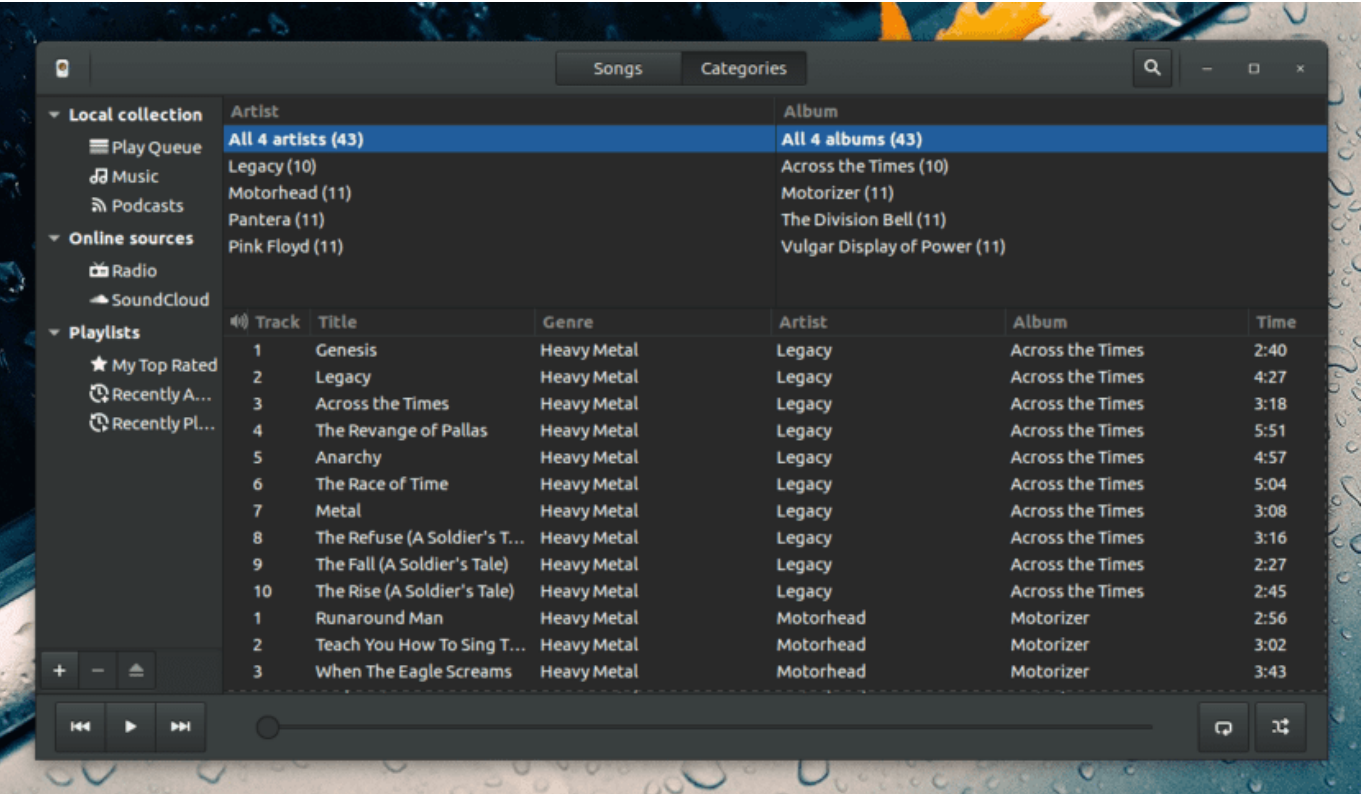 Songs Categories
Local collection
Play Queue
Music
Podcasts
Online sources
Radio
SoundCloud
Playlists
My Top Rated
Recently A...
Recently Pl...
Artist Album
All 4 artists (43) All 4 albums (43)
Legacy (10) Across the Times (10)
Motorhead (11) Motorizer (11)
Pantera (11) The Division Bell (11)
Pink Floyd (11) Vulgar Display of Power (11)
Track Title Genre Artist Album Time
1 Genesis Heavy Metal Legacy Across the Times 2:40
2 Legacy Heavy Metal Legacy Across the Times 4:27
3 Across the Times Heavy Metal Legacy Across the Times 3:18
4 The Revange of Pallas Heavy Metal Legacy Across the Times 5:51
5 Anarchy Heavy Metal Legacy Across the Times 4:57
6 The Race of Time Heavy Metal Legacy Across the Times 5:04
7 Metal Heavy Metal Legacy Across the Times 3:08
8 The Refuse (A Soldier's T... Heavy Metal Legacy Across the Times 3:16
9 The Fall (A Soldier's Tale) Heavy Metal Legacy Across the Times 2:27
10 The Rise (A Soldier's Tale) Heavy Metal Legacy Across the Times 2:45
1 Runaround Man Heavy Metal Motorhead Motorizer 2:56
2 Teach You How To Sing T... Heavy Metal Motorhead Motorizer 3:02
3 When The Eagle Screams Heavy Metal Motorhead Motorizer 3:43